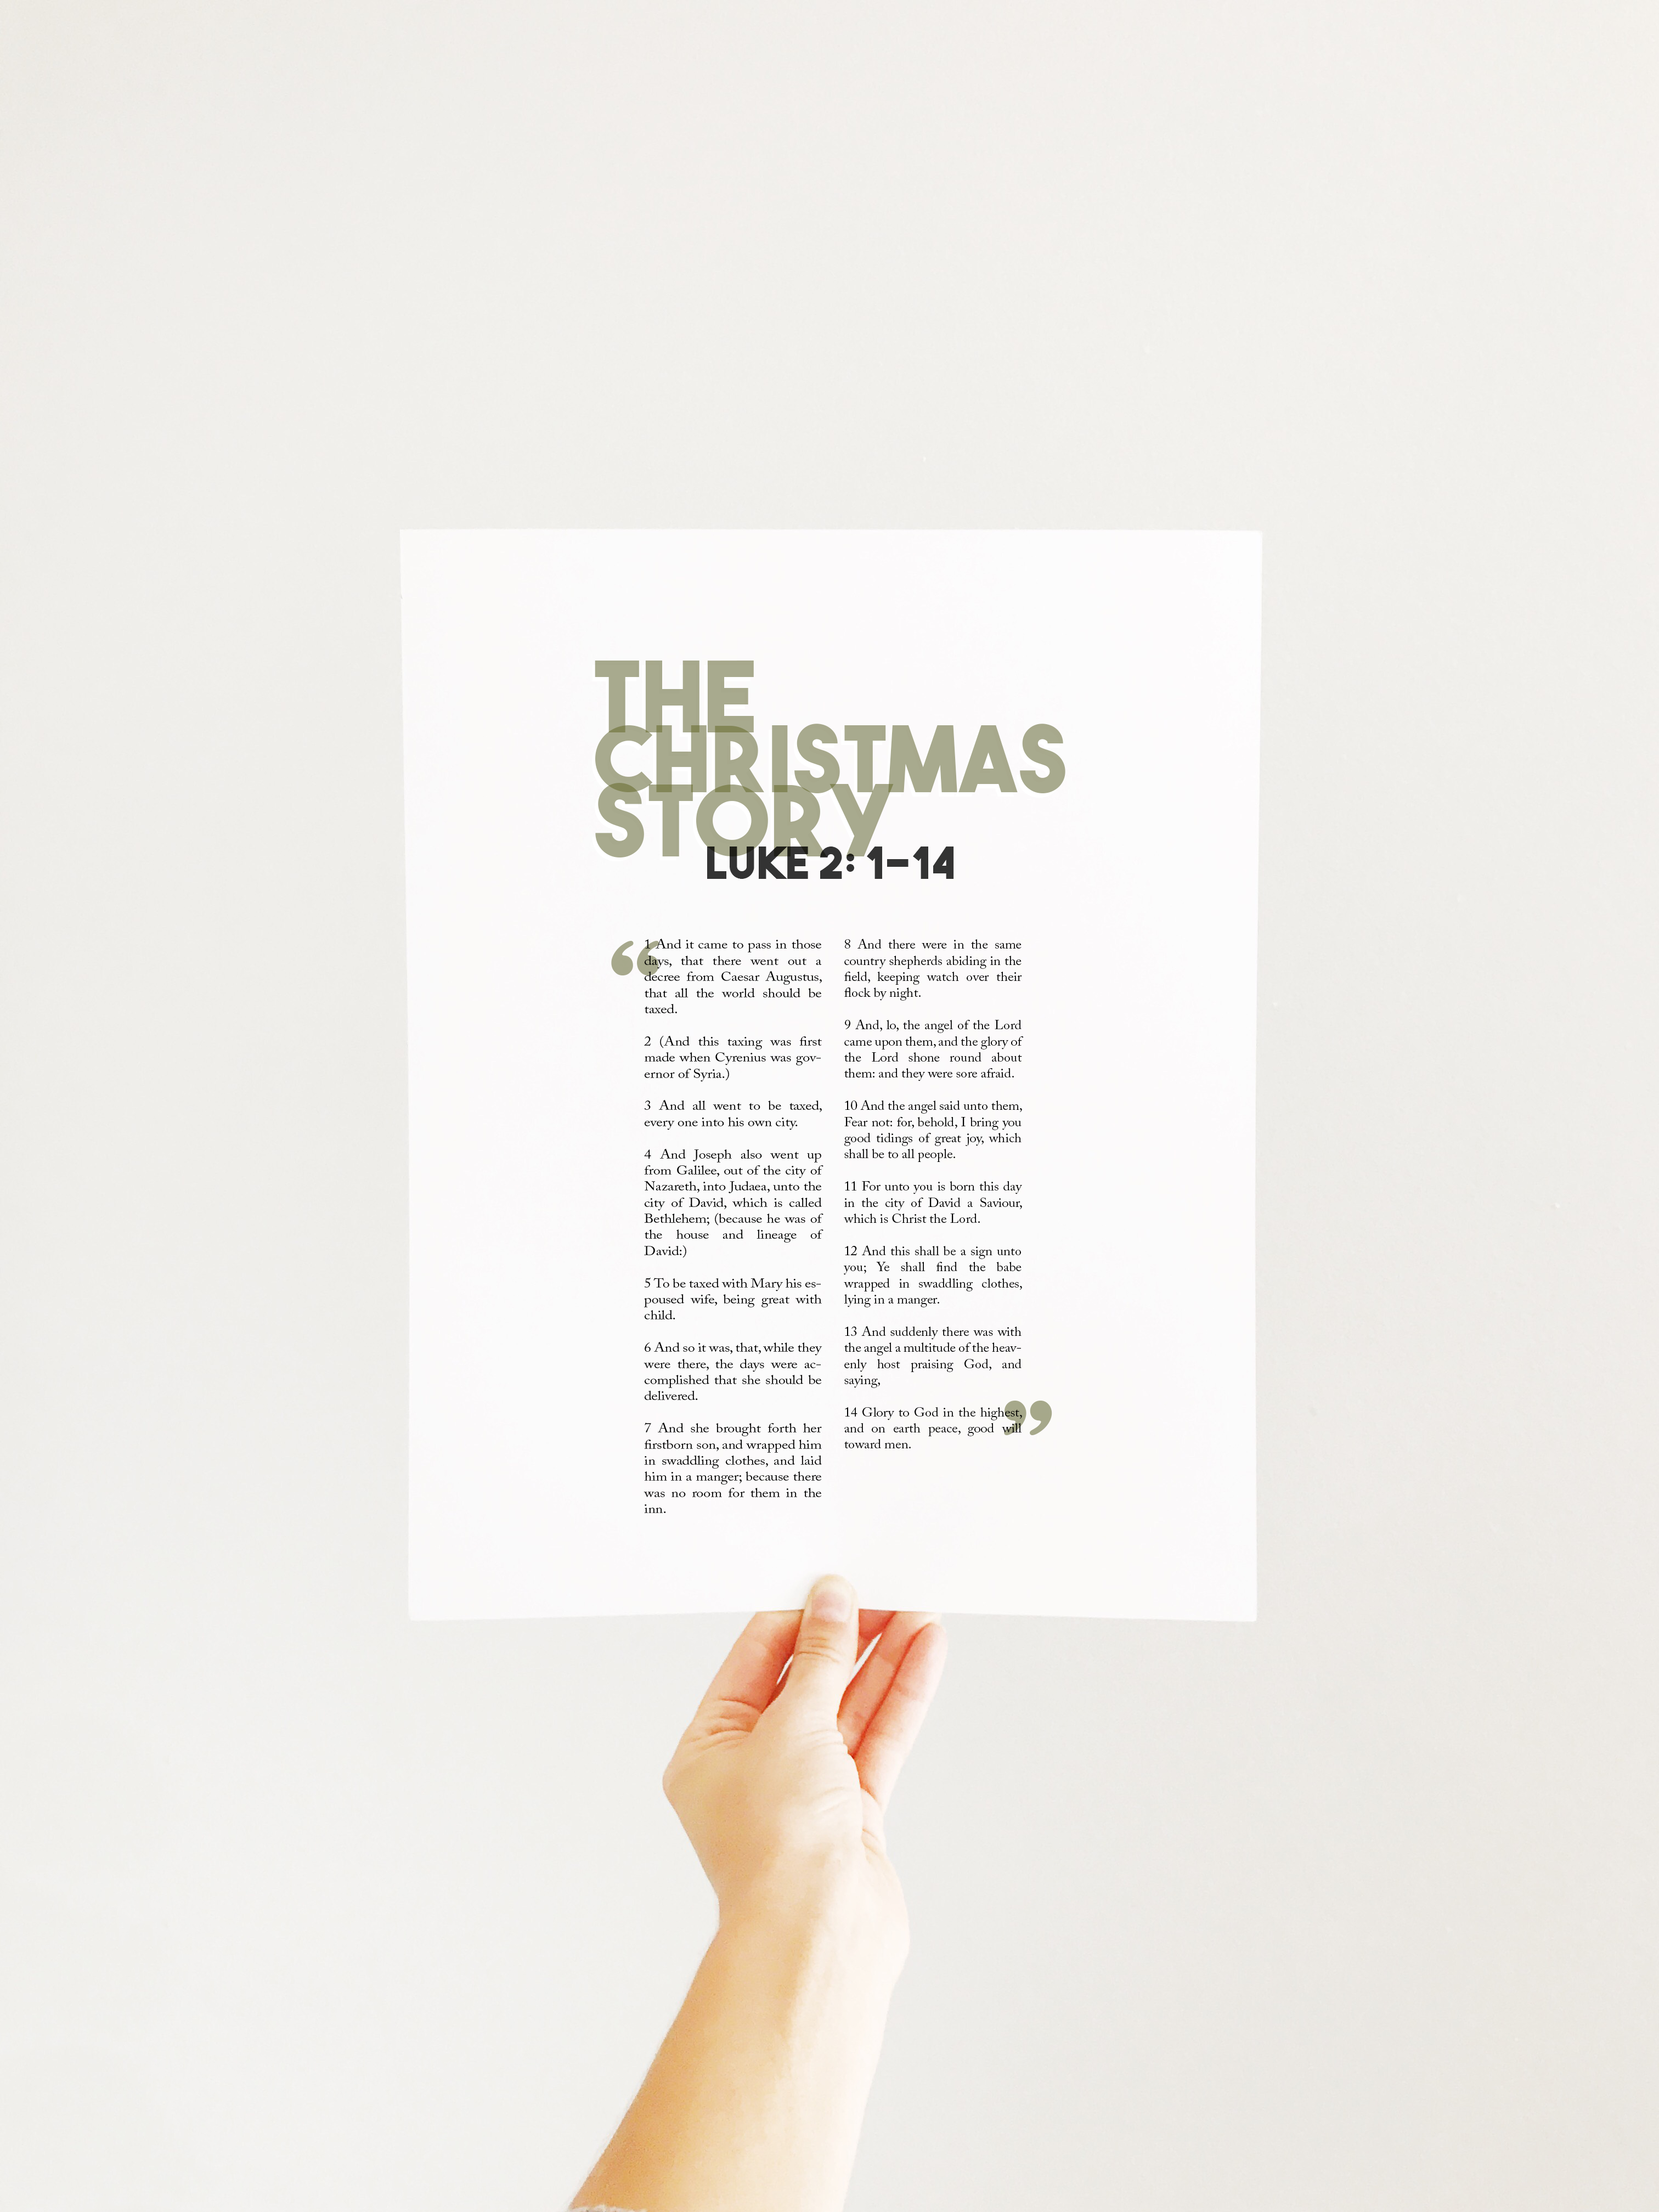 THE
CHRISTMAS
STORY
LUKE 2: 1-14
“
1 And it came to pass in those
days, that there went out a
decree from Caesar Augustus,
that all the world should be
taxed.
2 (And this taxing was first
made when Cyrenius was gov-
ernor of Syria.)
3 And all went to be taxed,
every one into his own city.
4 And Joseph also went up
from Galilee, out of the city of
Nazareth, into Judaea, unto the
city of David, which is called
Bethlehem; (because he was of
the house and lineage of
David:)
5 To be taxed with Mary his es-
poused wife, being great with
child.
6 And so it was, that, while they
were there, the days were ac-
complished that she should be
delivered.
7 And she brought forth her
firstborn son, and wrapped him
in swaddling clothes, and laid
him in a manger; because there
was no room for them in the
inn.
8 And there were in the same
country shepherds abiding in the
field, keeping watch over their
flock by night.
9 And, lo, the angel of the Lord
came upon them, and the glory of
the Lord shone round about
them: and they were sore afraid.
10 And the angel said unto them,
Fear not: for, behold, I bring you
good tidings of great joy, which
shall be to all people.
11 For unto you is born this day
in the city of David a Saviour,
which is Christ the Lord.
12 And this shall be a sign unto
you; Ye shall find the babe
wrapped in swaddling clothes,
lying in a manger.
13 And suddenly there was with
the angel a multitude of the heav-
enly host praising God, and
saying,
14 Glory to God in the highest,
and on earth peace, good will
toward men.
”